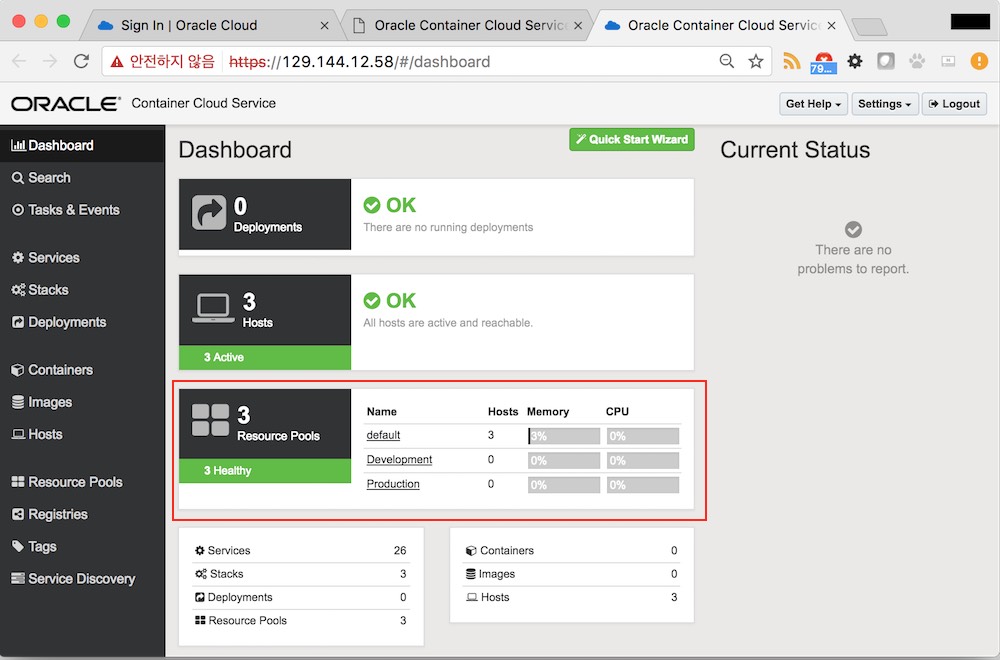 Sign In | Oracle Cloud
Oracle Container Cloud Service
Oracle Container Cloud Service
안전하지 않음 https://129.144.12.58/#/dashboard
79...
ORACLE® Container Cloud Service
Get Help
Settings
Logout
Dashboard
Search
Tasks & Events
Services
Stacks
Deployments
Containers
Images
Hosts
Resource Pools
Registries
Tags
Service Discovery
Dashboard
Quick Start Wizard
0
Deployments
OK
There are no running deployments
3
Hosts
3 Active
OK
All hosts are active and reachable.
3
Resource Pools
3 Healthy
Name Hosts Memory CPU
default 3 3% 0%
Development 0 0% 0%
Production 0 0% 0%
Services 26
Stacks 3
Deployments 0
Resource Pools 3
Containers 0
Images 0
Hosts 3
Current Status
There are no
problems to report.